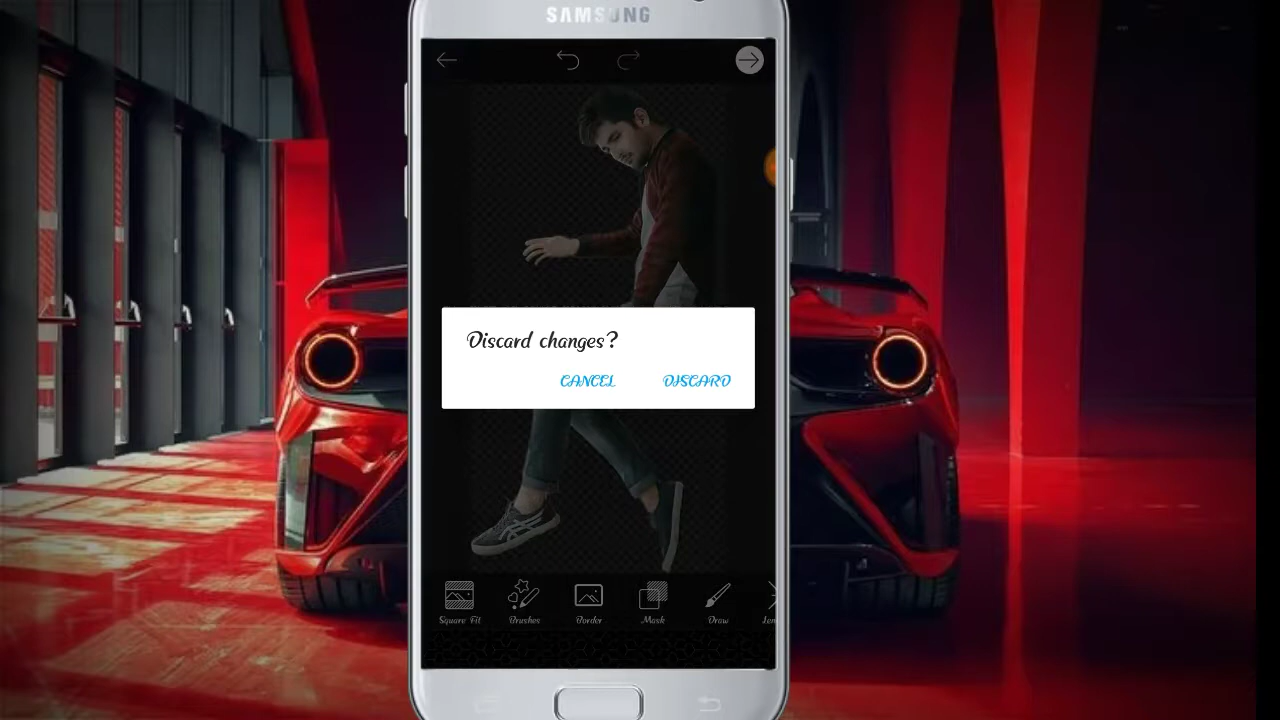 SAMSUNG
Discard changes?
CANCEL DISCARD
Square Fit Brushes Border Mask Draw